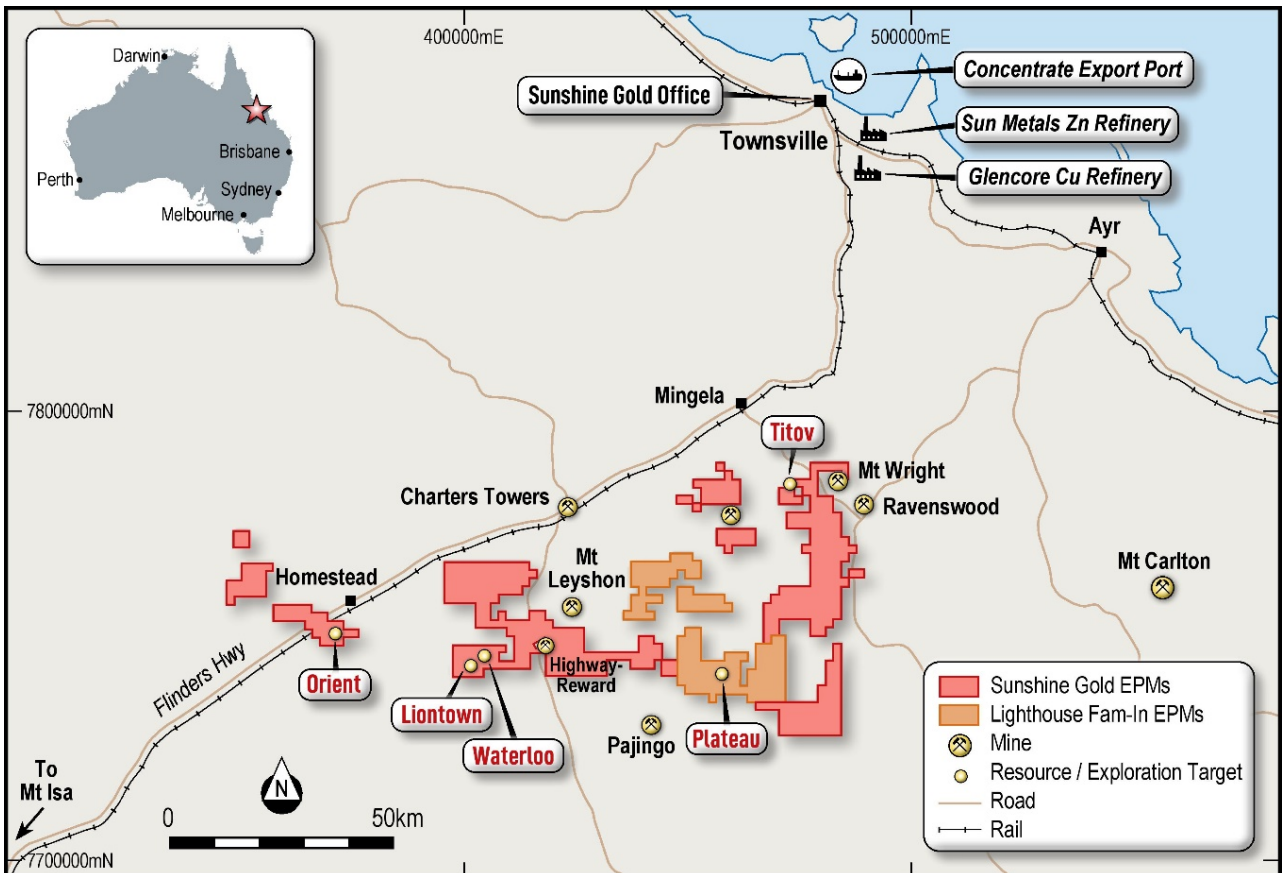 Darwin
Brisbane
Perth
Sydney
Melbourne
400000mE
500000mE
Concentrate Export Port
Sunshine Gold Office
Sun Metals Zn Refinery
Townsville
Glencore Cu Refinery
Ayr
7800000mN
Mingela
Titov
Mt Wright
Charters Towers
Ravenswood
Mt
Leyshon
Mt Carlton
Homestead
Highway-
Reward
Orient
Flinders Hwy
Liontown
Waterloo
Pajingo
Plateau
To
Mt Isa
N
0
50km
7700000mN
Sunshine Gold EPMs
Lighthouse Fam-In EPMs
Mine
Resource / Exploration Target
Road
Rail